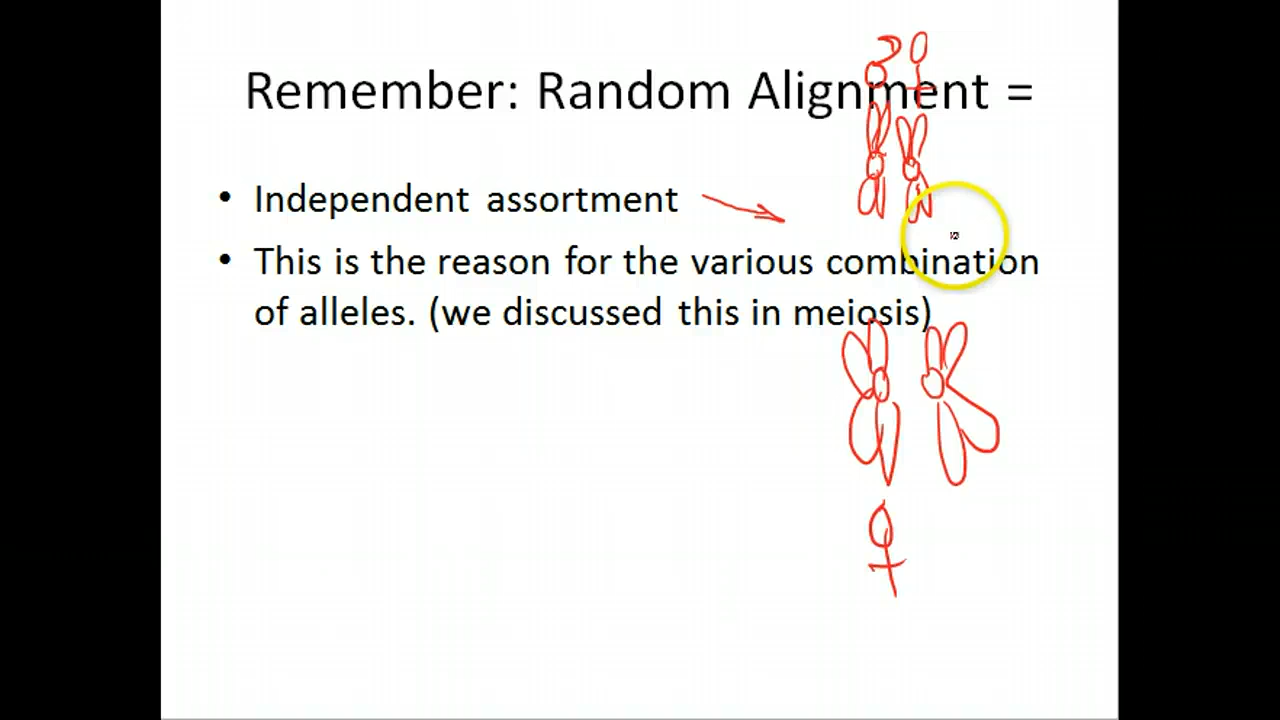 Remember: Random Alignment =
• Independent assortment
• This is the reason for the various combination
of alleles. (we discussed this in meiosis)